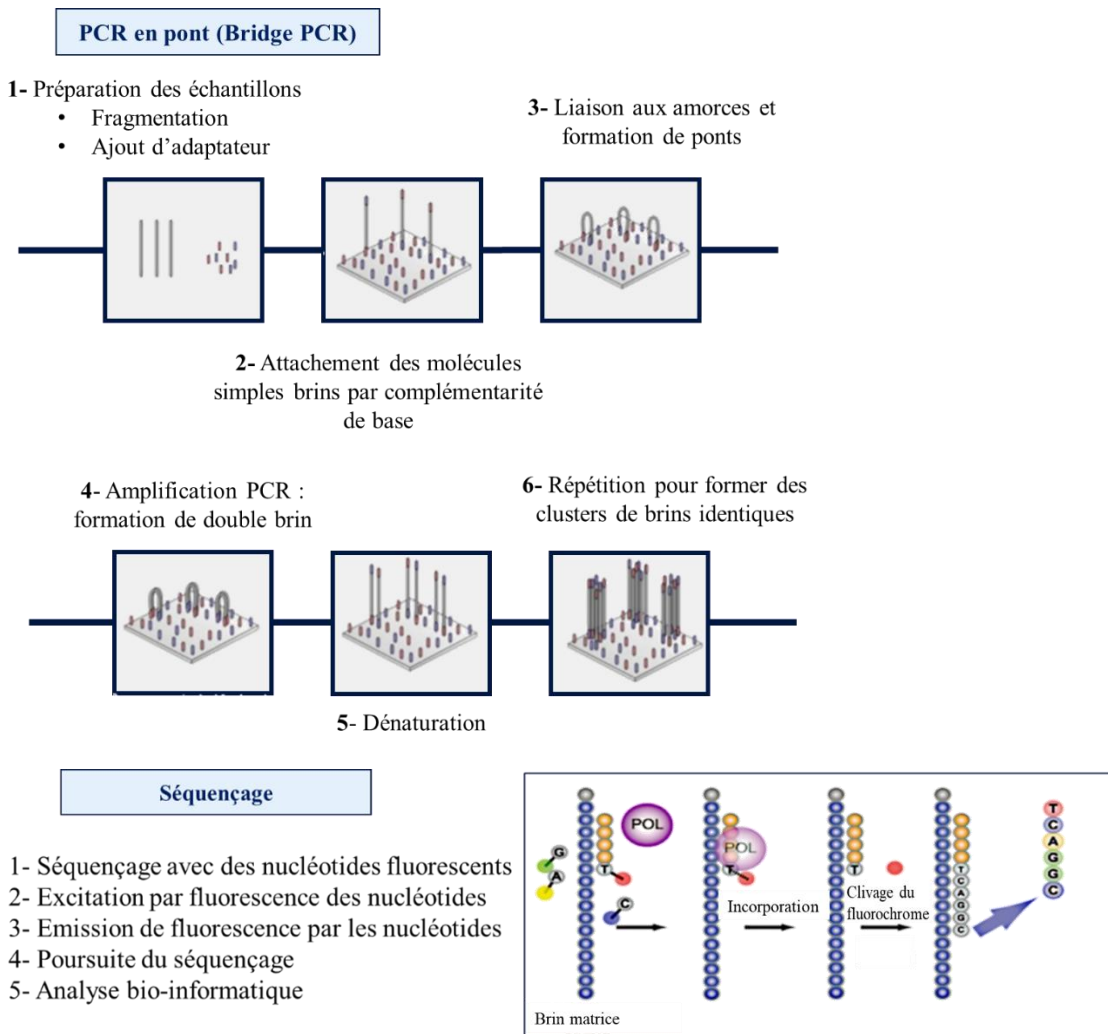 PCR en pont (Bridge PCR)
1- Préparation des échantillons
• Fragmentation
• Ajout d’adaptateur
3- Liaison aux amorces et
formation de ponts
2- Attachement des molécules
simples brins par complémentarité
de base
4- Amplification PCR :
formation de double brin
6- Répétition pour former des
clusters de brins identiques
5- Dénaturation
Séquençage
1- Séquençage avec des nucléotides fluorescents
2- Excitation par fluorescence des nucléotides
3- Emission de fluorescence par les nucléotides
4- Poursuite du séquençage
5- Analyse bio-informatique
POL
G
A
T
C
POL
T
Incorporation
T
Clivage du
fluorochrome
T
C
A
G
G
C
T
C
A
G
G
C
Brin matrice